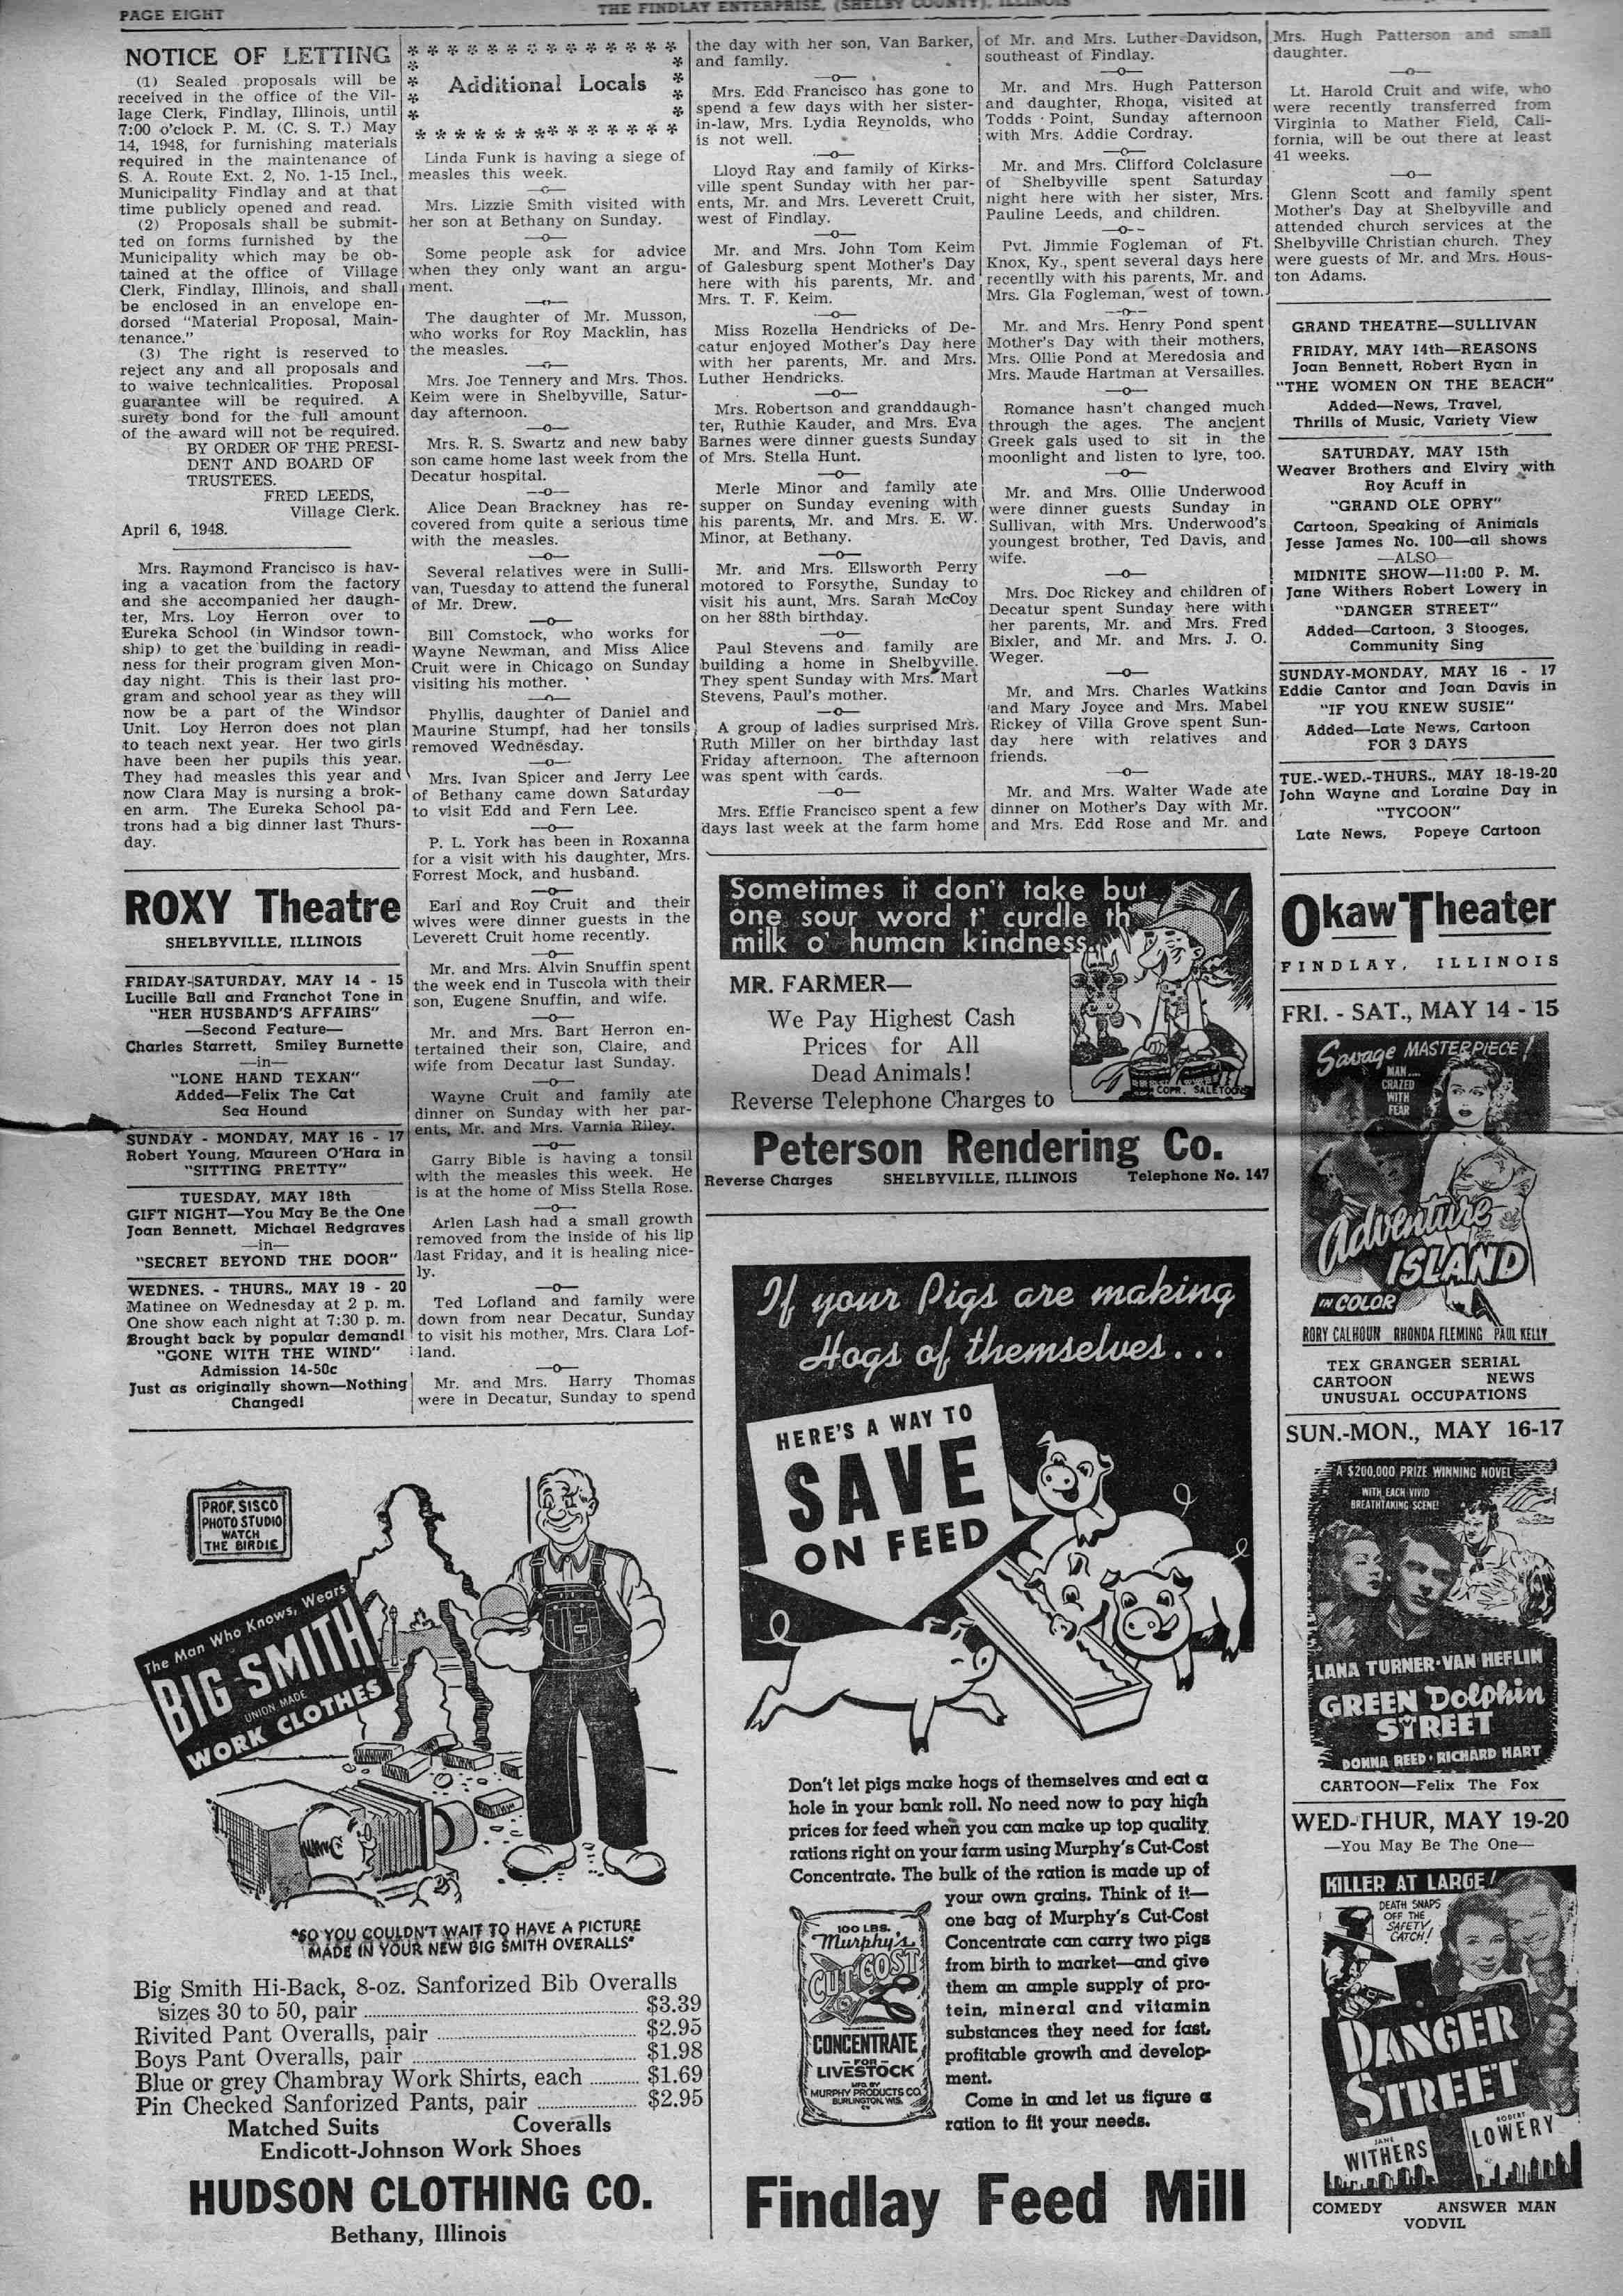 PAGE EIGHT
THE FINDLAY ENTERPRISE, (SHELBY COUNTY), ILLINOIS
NOTICE OF LETTING
(1) Sealed proposals will be
received in the office of the Vil-
lage Clerk, Findlay, Illinois, until
7:00 o'clock P. M. (C. S. T.) May
14, 1948, for furnishing materials
required in the maintenance of
S. A. Route Ext. 2, No. 1-15 Incl.,
Municipality Findlay and at that
time publicly opened and read.
(2) Proposals shall be submit-
ted on forms furnished by the
Municipality which may be ob-
tained at the office of Village
Clerk, Findlay, Illinois, and shall
be enclosed in an envelope en-
dorsed "Material Proposal, Main-
tenance."
(3) The right is reserved to
reject any and all proposals and
to waive technicalities. Proposal
guarantee will be required. A
surety bond for the full amount
of the award will not be required.
BY ORDER OF THE PRESI-
DENT AND BOARD OF
TRUSTEES.
FRED LEEDS,
Village Clerk.
April 6, 1948.
Mrs. Raymond Francisco is hav-
ing a vacation from the factory
and she accompanied her daugh-
ter, Mrs. Loy Herron over to
Eureka School (in Windsor town-
ship) to get the building in readi-
ness for their program given Mon-
day night. This is their last pro-
gram and school year as they will
now be a part of the Windsor
Unit. Loy Herron does not plan
to teach next year. Her two girls
have been her pupils this year.
They had measles this year and
now Clara May is nursing a brok-
en arm. The Eureka School pa-
trons had a big dinner last Thurs-
day.
ROXY Theatre
SHELBYVILLE, ILLINOIS
FRIDAY-SATURDAY, MAY 14 - 15
Lucille Ball and Franchot Tone in
"HER HUSBAND'S AFFAIRS"
—Second Feature—
Charles Starrett, Smiley Burnette
—in—
"LONE HAND TEXAN"
Added—Felix The Cat
Sea Hound
SUNDAY - MONDAY, MAY 16 - 17
Robert Young, Maureen O'Hara in
"SITTING PRETTY"
TUESDAY, MAY 18th
GIFT NIGHT—You May Be the One
Joan Bennett, Michael Redgraves
—in—
"SECRET BEYOND THE DOOR"
WEDNES. - THURS., MAY 19 - 20
Matinee on Wednesday at 2 p. m.
One show each night at 7:30 p. m.
Brought back by popular demand!
"GONE WITH THE WIND"
Admission 14-50c
Just as originally shown—Nothing
Changed!
Additional Locals
Linda Funk is having a siege of
measles this week.
—o—
Mrs. Lizzie Smith visited with
her son at Bethany on Sunday.
—o—
Some people ask for advice
when they only want an argu-
ment.
—o—
The daughter of Mr. Musson,
who works for Roy Macklin, has
the measles.
—o—
Mrs. Joe Tennery and Mrs. Thos.
Keim were in Shelbyville, Satur-
day afternoon.
—o—
Mrs. R. S. Swartz and new baby
son came home last week from the
Decatur hospital.
—o—
Alice Dean Brackney has re-
covered from quite a serious time
with the measles.
—o—
Several relatives were in Sulli-
van, Tuesday to attend the funeral
of Mr. Drew.
—o—
Bill Comstock, who works for
Wayne Newman, and Miss Alice
Cruit were in Chicago on Sunday
visiting his mother.
—o—
Phyllis, daughter of Daniel and
Maurine Stumpf, had her tonsils
removed Wednesday.
—o—
Mrs. Ivan Spicer and Jerry Lee
of Bethany came down Saturday
to visit Edd and Fern Lee.
—o—
P. L. York has been in Roxanna
for a visit with his daughter, Mrs.
Forrest Mock, and husband.
—o—
Earl and Roy Cruit and their
wives were dinner guests in the
Leverett Cruit home recently.
—o—
Mr. and Mrs. Alvin Snuffin spent
the week end in Tuscola with their
son, Eugene Snuffin, and wife.
—o—
Mr. and Mrs. Bart Herron en-
tertained their son, Claire, and
wife from Decatur last Sunday.
—o—
Wayne Cruit and family ate
dinner on Sunday with her par-
ents, Mr. and Mrs. Varnia Riley.
—o—
Garry Bible is having a tonsil
with the measles this week. He
is at the home of Miss Stella Rose.
—o—
Arlen Lash had a small growth
removed from the inside of his lip
last Friday, and it is healing nice-
ly.
—o—
Ted Lofland and family were
down from near Decatur, Sunday
to visit his mother, Mrs. Clara Lof-
land.
—o—
Mr. and Mrs. Harry Thomas
were in Decatur, Sunday to spend
the day with her son, Van Barker,
and family.
—o—
Mrs. Edd Francisco has gone to
spend a few days with her sister-
in-law, Mrs. Lydia Reynolds, who
is not well.
—o—
Lloyd Ray and family of Kirks-
ville spent Sunday with her par-
ents, Mr. and Mrs. Leverett Cruit,
west of Findlay.
—o—
Mr. and Mrs. John Tom Keim
of Galesburg spent Mother's Day
here with his parents, Mr. and
Mrs. T. F. Keim.
—o—
Miss Rozella Hendricks of De-
catur enjoyed Mother's Day here
with her parents, Mr. and Mrs.
Luther Hendricks.
—o—
Mrs. Robertson and granddaugh-
ter, Ruthie Kauder, and Mrs. Eva
Barnes were dinner guests Sunday
of Mrs. Stella Hunt.
—o—
Merle Minor and family ate
supper on Sunday evening with
his parents, Mr. and Mrs. E. W.
Minor, at Bethany.
—o—
Mr. and Mrs. Ellsworth Perry
motored to Forsythe, Sunday to
visit his aunt, Mrs. Sarah McCoy
on her 88th birthday.
—o—
Paul Stevens and family are
building a home in Shelbyville.
They spent Sunday with Mrs. Mart
Stevens, Paul's mother.
—o—
A group of ladies surprised Mrs.
Ruth Miller on her birthday last
Friday afternoon. The afternoon
was spent with cards.
—o—
Mrs. Effie Francisco spent a few
days last week at the farm home
of Mr. and Mrs. Luther Davidson,
southeast of Findlay.
—o—
Mr. and Mrs. Hugh Patterson
and daughter, Rhona, visited at
Todds Point, Sunday afternoon
with Mrs. Addie Cordray.
—o—
Mr. and Mrs. Clifford Colclasure
of Shelbyville spent Saturday
night here with her sister, Mrs.
Pauline Leeds, and children.
—o—
Pvt. Jimmie Fogleman of Ft.
Knox, Ky., spent several days here
recentlly with his parents, Mr. and
Mrs. Gla Fogleman, west of town.
—o—
Mr. and Mrs. Henry Pond spent
Mother's Day with their mothers,
Mrs. Ollie Pond at Meredosia and
Mrs. Maude Hartman at Versailles.
—o—
Romance hasn't changed much
through the ages. The ancient
Greek gals used to sit in the
moonlight and listen to lyre, too.
—o—
Mr. and Mrs. Ollie Underwood
were dinner guests Sunday in
Sullivan, with Mrs. Underwood's
youngest brother, Ted Davis, and
wife.
—o—
Mrs. Doc Rickey and children of
Decatur spent Sunday here with
her parents, Mr. and Mrs. Fred
Bixler, and Mr. and Mrs. J. O.
Weger.
—o—
Mr. and Mrs. Charles Watkins
and Mary Joyce and Mrs. Mabel
Rickey of Villa Grove spent Sun-
day here with relatives and
friends.
—o—
Mr. and Mrs. Walter Wade ate
dinner on Mother's Day with Mr.
and Mrs. Edd Rose and Mr. and
Mrs. Hugh Patterson and small
daughter.
—o—
Lt. Harold Cruit and wife, who
were recently transferred from
Virginia to Mather Field, Cali-
fornia, will be out there at least
41 weeks.
—o—
Glenn Scott and family spent
Mother's Day at Shelbyville and
attended church services at the
Shelbyville Christian church. They
were guests of Mr. and Mrs. Hous-
ton Adams.
GRAND THEATRE—SULLIVAN
FRIDAY, MAY 14th—REASONS
Joan Bennett, Robert Ryan in
"THE WOMEN ON THE BEACH"
Added—News, Travel,
Thrills of Music, Variety View
SATURDAY, MAY 15th
Weaver Brothers and Elviry with
Roy Acuff in
"GRAND OLE OPRY"
Cartoon, Speaking of Animals
Jesse James No. 100—all shows
—ALSO—
MIDNITE SHOW—11:00 P. M.
Jane Withers Robert Lowery in
"DANGER STREET"
Added—Cartoon, 3 Stooges,
Community Sing
SUNDAY-MONDAY, MAY 16 - 17
Eddie Cantor and Joan Davis in
"IF YOU KNEW SUSIE"
Added—Late News, Cartoon
FOR 3 DAYS
TUE.-WED.-THURS., MAY 18-19-20
John Wayne and Loraine Day in
"TYCOON"
Late News, Popeye Cartoon
Sometimes it don't take but
one sour word t' curdle th'
milk o' human kindness.
COPR. SALETOONS
MR. FARMER—
We Pay Highest Cash
Prices for All
Dead Animals!
Reverse Telephone Charges to
Peterson Rendering Co.
Reverse Charges SHELBYVILLE, ILLINOIS Telephone No. 147
Okaw Theater
FINDLAY, ILLINOIS
FRI. - SAT., MAY 14 - 15
Savage MASTERPIECE!
MAN....
CRAZED
WITH
FEAR
Adventure
ISLAND
IN COLOR
RORY CALHOUN RHONDA FLEMING PAUL KELLY
TEX GRANGER SERIAL
CARTOON NEWS
UNUSUAL OCCUPATIONS
SUN.-MON., MAY 16-17
A $200,000 PRIZE WINNING NOVEL
WITH EACH VIVID
BREATHTAKING SCENE!
LANA TURNER·VAN HEFLIN
GREEN Dolphin
STREET
DONNA REED · RICHARD HART
CARTOON—Felix The Fox
WED-THUR, MAY 19-20
—You May Be The One—
KILLER AT LARGE!
DEATH SNAPS
OFF THE
SAFETY
CATCH!
DANGER
STREET
JANE
WITHERS
ROBERT
LOWERY
COMEDY ANSWER MAN
VODVIL
PROF. SISCO
PHOTO STUDIO
WATCH
THE BIRDIE
The Man Who Knows, Wears
BIG SMITH
UNION MADE
WORK CLOTHES
"SO YOU COULDN'T WAIT TO HAVE A PICTURE
MADE IN YOUR NEW BIG SMITH OVERALLS"
Big Smith Hi-Back, 8-oz. Sanforized Bib Overalls
sizes 30 to 50, pair $3.39
Rivited Pant Overalls, pair $2.95
Boys Pant Overalls, pair $1.98
Blue or grey Chambray Work Shirts, each $1.69
Pin Checked Sanforized Pants, pair $2.95
Matched Suits Coveralls
Endicott-Johnson Work Shoes
HUDSON CLOTHING CO.
Bethany, Illinois
If your Pigs are making
Hogs of themselves...
HERE'S A WAY TO
SAVE
ON FEED
Don't let pigs make hogs of themselves and eat a
hole in your bank roll. No need now to pay high
prices for feed when you can make up top quality
rations right on your farm using Murphy's Cut-Cost
Concentrate. The bulk of the ration is made up of
your own grains. Think of it—
one bag of Murphy's Cut-Cost
Concentrate can carry two pigs
from birth to market—and give
them an ample supply of pro-
tein, mineral and vitamin
substances they need for fast,
profitable growth and develop-
ment.
Come in and let us figure a
ration to fit your needs.
100 LBS.
Murphy's
CUT-COST
CONCENTRATE
—FOR—
LIVESTOCK
MFD. BY
MURPHY PRODUCTS CO.
BURLINGTON, WIS.
Findlay Feed Mill